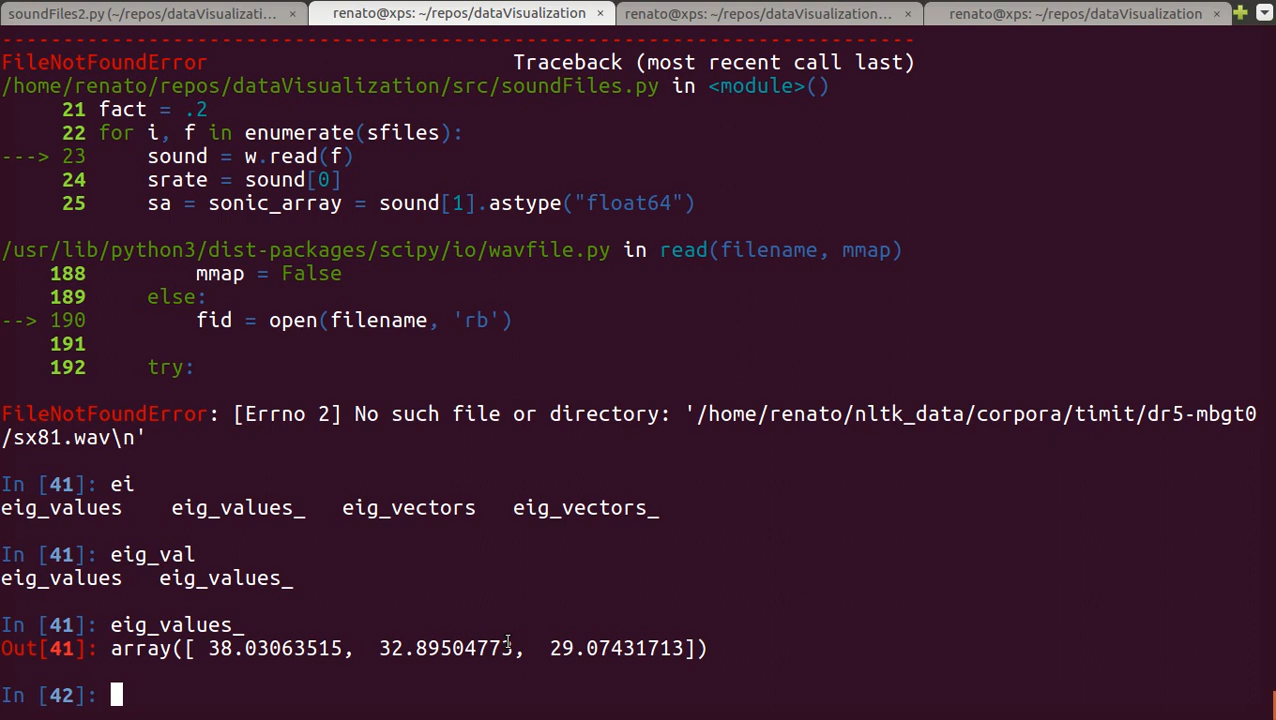 soundFiles2.py (~/repos/dataVisualizati... × renato@xps: ~/repos/dataVisualization × renato@xps: ~/repos/dataVisualization... × renato@xps: ~/repos/dataVisualization ×
---------------------------------------------------------------------------
FileNotFoundError                         Traceback (most recent call last)
/home/renato/repos/dataVisualization/src/soundFiles.py in <module>()
     21 fact = .2
     22 for i, f in enumerate(sfiles):
---> 23     sound = w.read(f)
     24     srate = sound[0]
     25     sa = sonic_array = sound[1].astype("float64")
/usr/lib/python3/dist-packages/scipy/io/wavfile.py in read(filename, mmap)
    188         mmap = False
    189     else:
--> 190         fid = open(filename, 'rb')
    191
    192     try:
FileNotFoundError: [Errno 2] No such file or directory: '/home/renato/nltk_data/corpora/timit/dr5-mbgt0
/sx81.wav\n'
In [41]: ei
eig_values    eig_values_   eig_vectors   eig_vectors_
In [41]: eig_val
eig_values   eig_values_
In [41]: eig_values_
Out[41]: array([ 38.03063515,  32.89504773,  29.07431713])
In [42]: